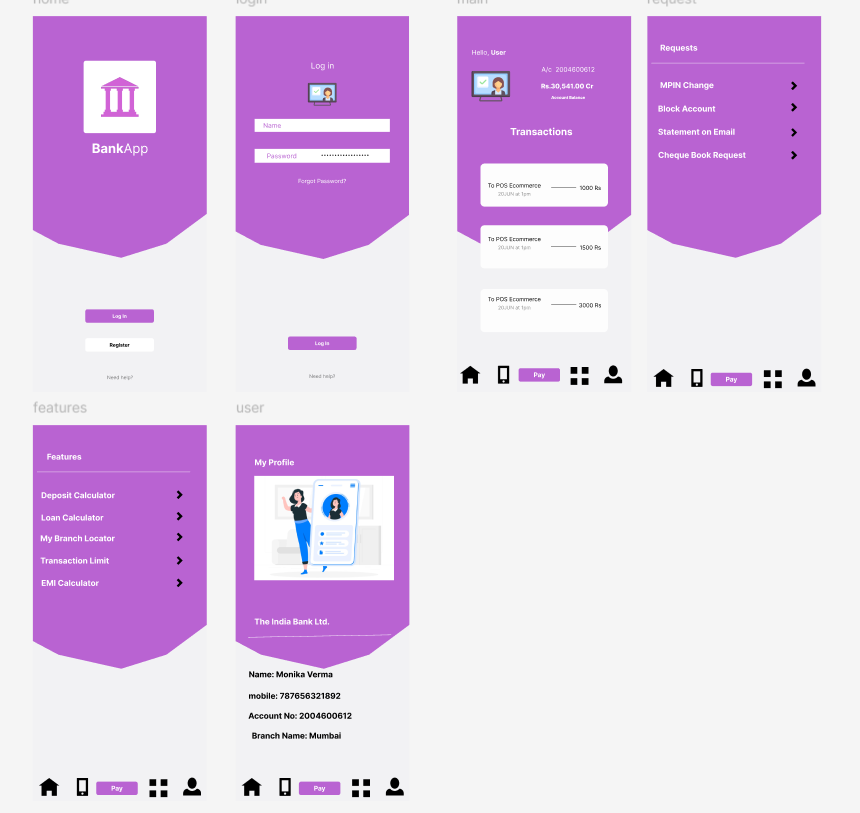 home
BankApp
Log in
Register
Need help?
login
Log in
Name
Password ******************
Forgot Password?
Log in
Need help?
main
Hello, User
A/c 2004600612
Rs.30,541.00 Cr
Account Balance
Transactions
To POS Ecommerce
20JUN at 1pm
1000 Rs
To POS Ecommerce
20JUN at 1pm
1500 Rs
To POS Ecommerce
20JUN at 1pm
3000 Rs
Pay
request
Requests
MPIN Change
Block Account
Statement on Email
Cheque Book Request
Pay
features
Features
Deposit Calculator
Loan Calculator
My Branch Locator
Transaction Limit
EMI Calculator
Pay
user
My Profile
The India Bank Ltd.
Name: Monika Verma
mobile: 787656321892
Account No: 2004600612
Branch Name: Mumbai
Pay